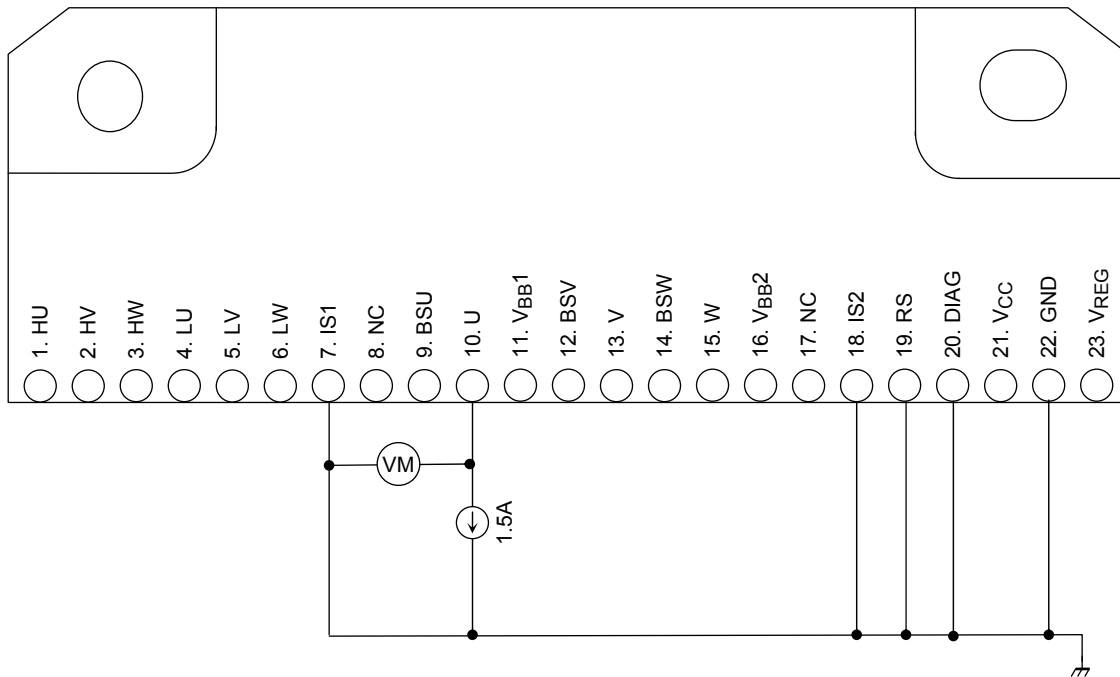 1. HU
2. HV
3. HW
4. LU
5. LV
6. LW
7. IS1
8. NC
9. BSU
10. U
11. VBB1
12. BSV
13. V
14. BSW
15. W
16. VBB2
17. NC
18. IS2
19. RS
20. DIAG
21. VCC
22. GND
23. VREG
VM
1.5A